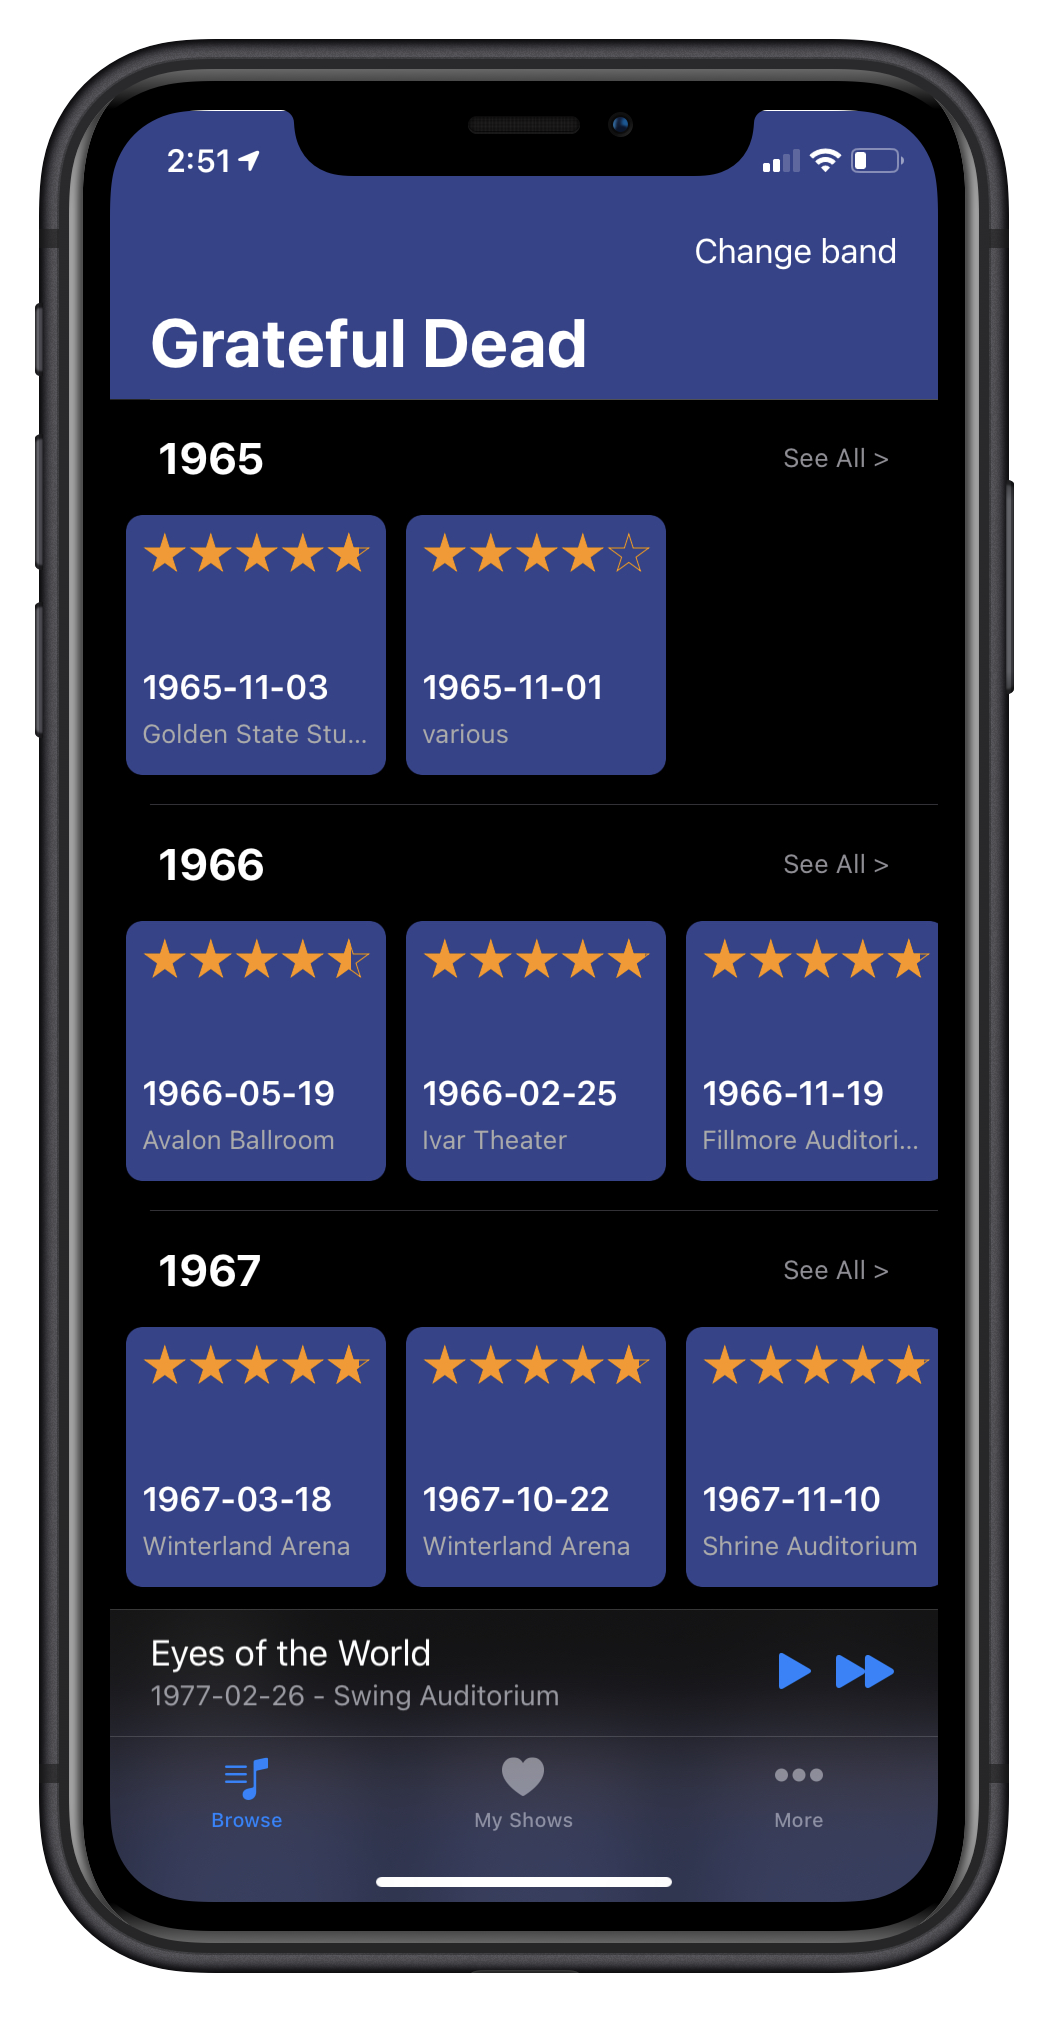 2:51
Change band
Grateful Dead
1965
See All >
1965-11-03
Golden State Stu...
1965-11-01
various
1966
See All >
1966-05-19
Avalon Ballroom
1966-02-25
Ivar Theater
1966-11-19
Fillmore Auditori...
1967
See All >
1967-03-18
Winterland Arena
1967-10-22
Winterland Arena
1967-11-10
Shrine Auditorium
Eyes of the World
1977-02-26 - Swing Auditorium
Browse
My Shows
More